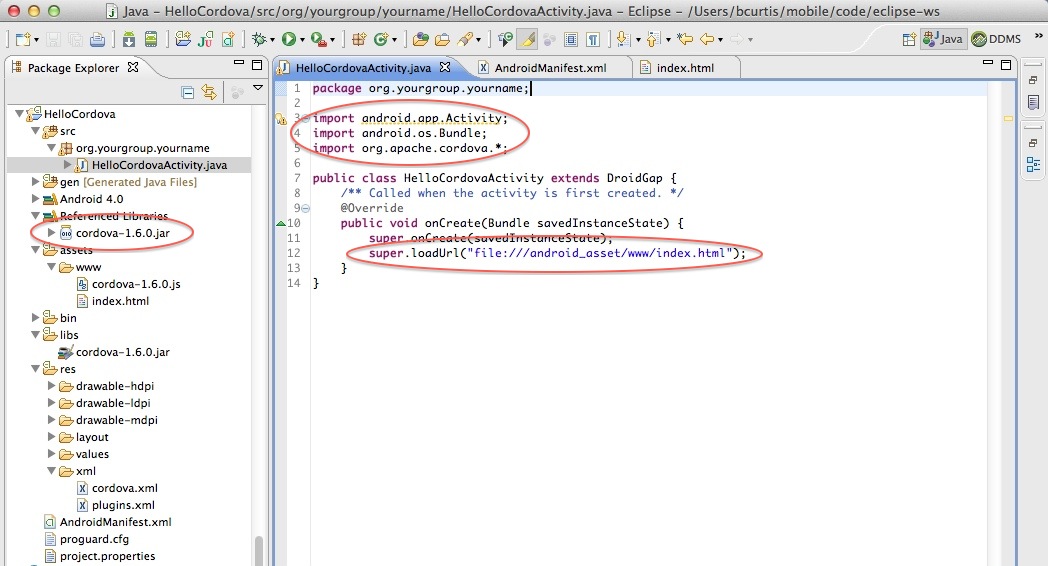 Java - HelloCordova/src/org/yourgroup/yourname/HelloCordovaActivity.java - Eclipse - /Users/bcurtis/mobile/code/eclipse-ws
Java
DDMS
Package Explorer
HelloCordova
src
org.yourgroup.yourname
HelloCordovaActivity.java
gen [Generated Java Files]
Android 4.0
Referenced Libraries
cordova-1.6.0.jar
assets
www
cordova-1.6.0.js
index.html
bin
libs
cordova-1.6.0.jar
res
drawable-hdpi
drawable-ldpi
drawable-mdpi
layout
values
xml
cordova.xml
plugins.xml
AndroidManifest.xml
proguard.cfg
project.properties
HelloCordovaActivity.java
AndroidManifest.xml
index.html
1 package org.yourgroup.yourname;
2
3 import android.app.Activity;
4 import android.os.Bundle;
5 import org.apache.cordova.*;
6
7 public class HelloCordovaActivity extends DroidGap {
8 /** Called when the activity is first created. */
9 @Override
10 public void onCreate(Bundle savedInstanceState) {
11 super.onCreate(savedInstanceState);
12 super.loadUrl("file:///android_asset/www/index.html");
13 }
14 }